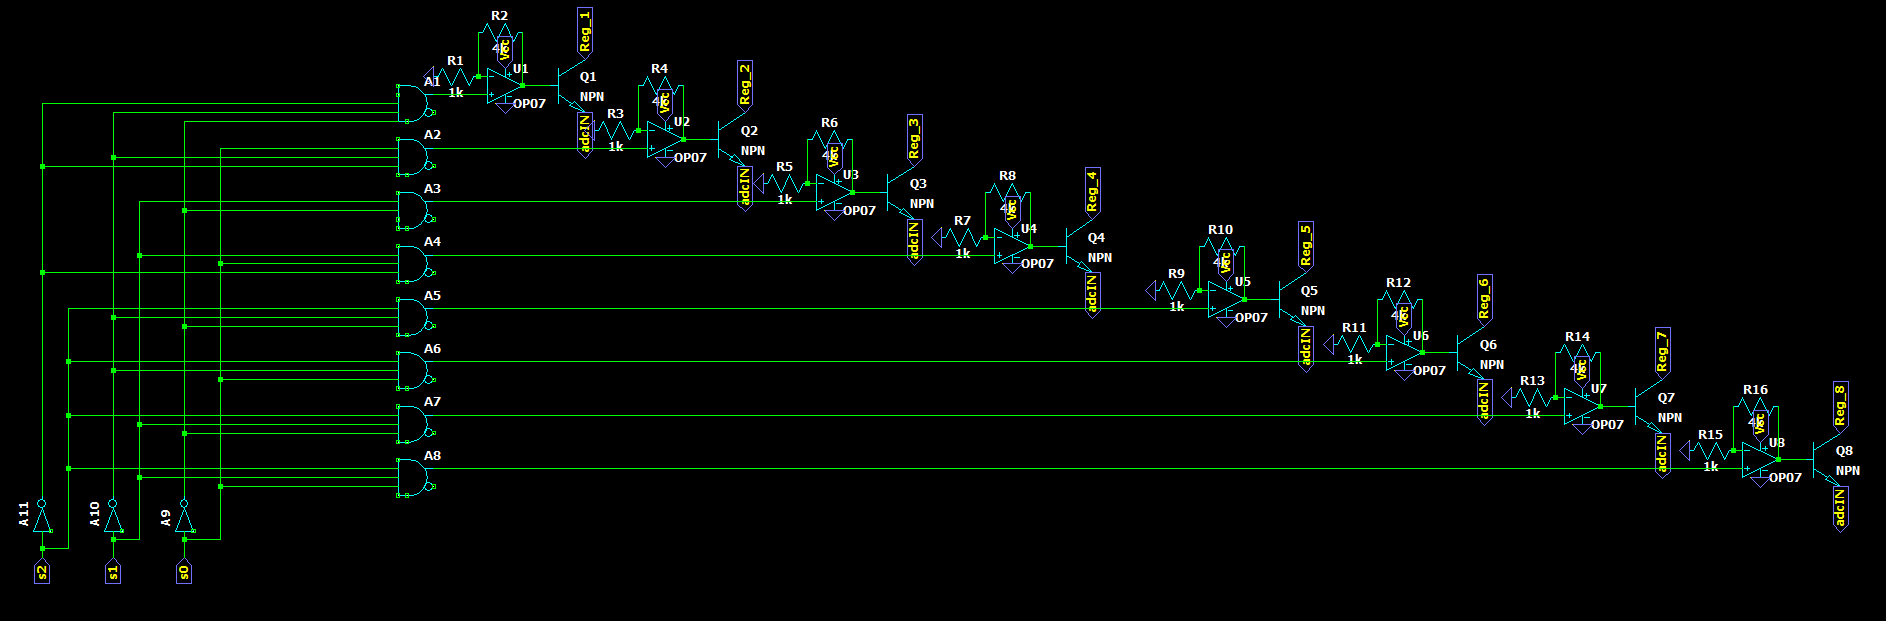 R2
4k
Vcc
Reg_1
R1
1k
U1
OP07
Q1
NPN
adcIN
A1
R4
4k
Vcc
Reg_2
R3
1k
U2
OP07
Q2
NPN
adcIN
A2
R6
4k
Vcc
Reg_3
R5
1k
U3
OP07
Q3
NPN
adcIN
A3
R8
4k
Vcc
Reg_4
R7
1k
U4
OP07
Q4
NPN
adcIN
A4
R10
4k
Vcc
Reg_5
R9
1k
U5
OP07
Q5
NPN
adcIN
A5
R12
4k
Vcc
Reg_6
R11
1k
U6
OP07
Q6
NPN
adcIN
A6
R14
4k
Vcc
Reg_7
R13
1k
U7
OP07
Q7
NPN
adcIN
A7
R16
4k
Vcc
Reg_8
R15
1k
U8
OP07
Q8
NPN
adcIN
A8
A11
A10
A9
s2
s1
s0